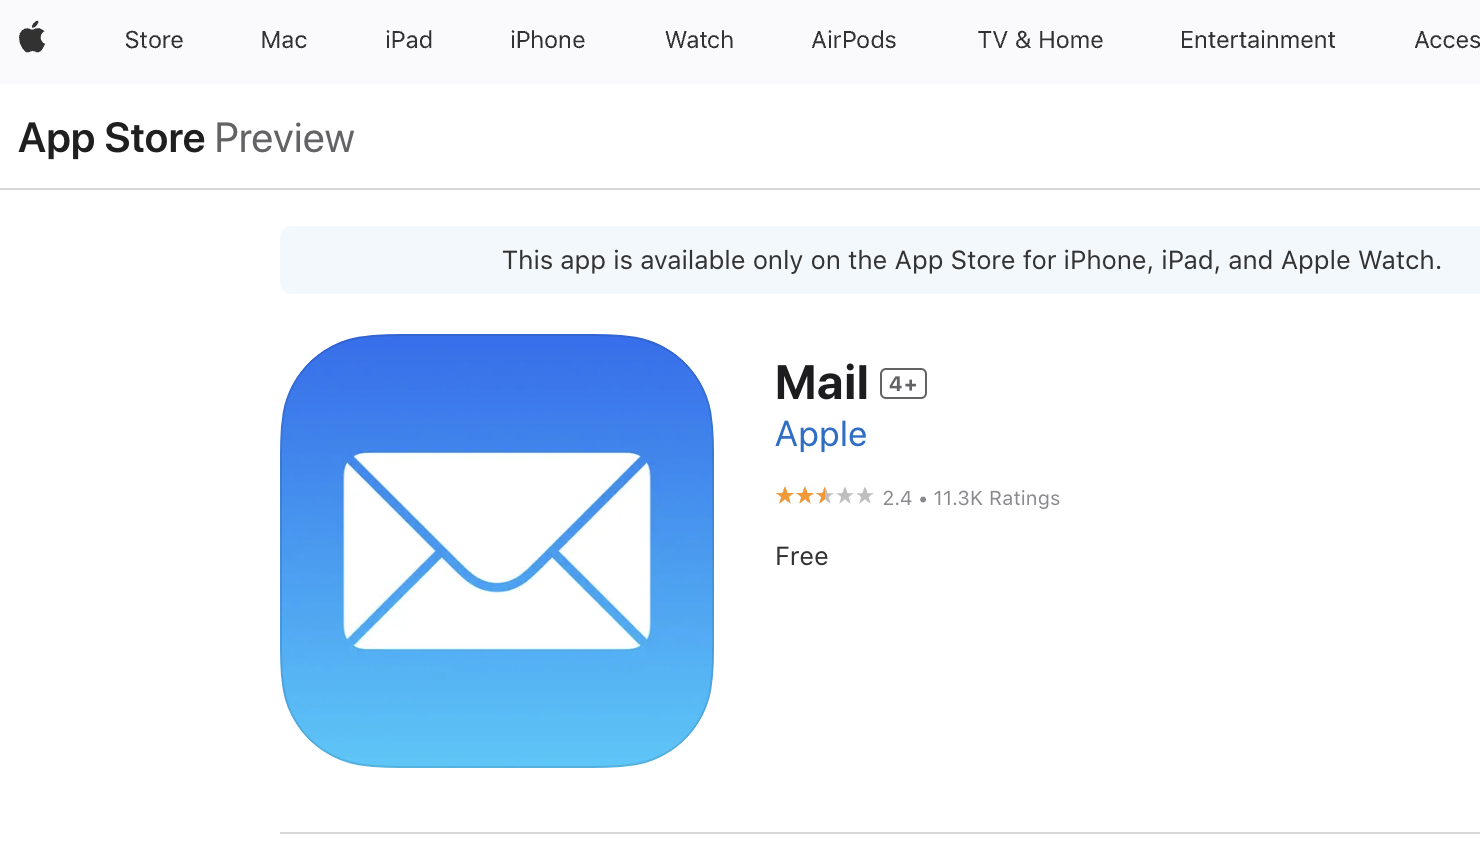 Store Mac iPad iPhone Watch AirPods TV & Home Entertainment Acces
App Store Preview
This app is available only on the App Store for iPhone, iPad, and Apple Watch.
Mail 4+
Apple
2.4 • 11.3K Ratings
Free